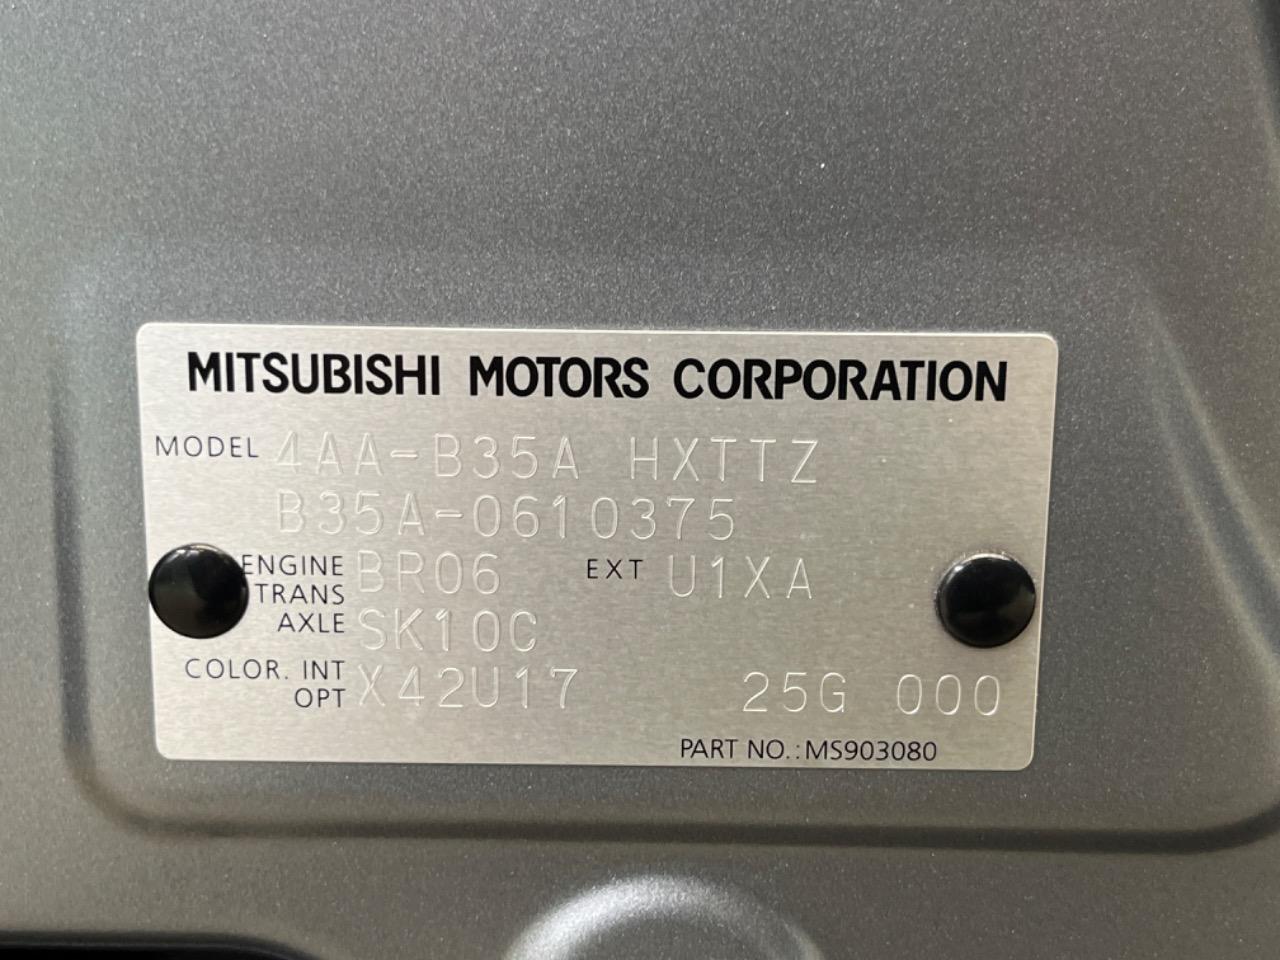 MITSUBISHI MOTORS CORPORATION
MODEL 4AA-B35A HXTTZ
B35A-0610375
ENGINE BR06 EXT U1XA
TRANS
AXLE SK10C
COLOR. INT X42U17 25G 000
OPT
PART NO.: MS903080